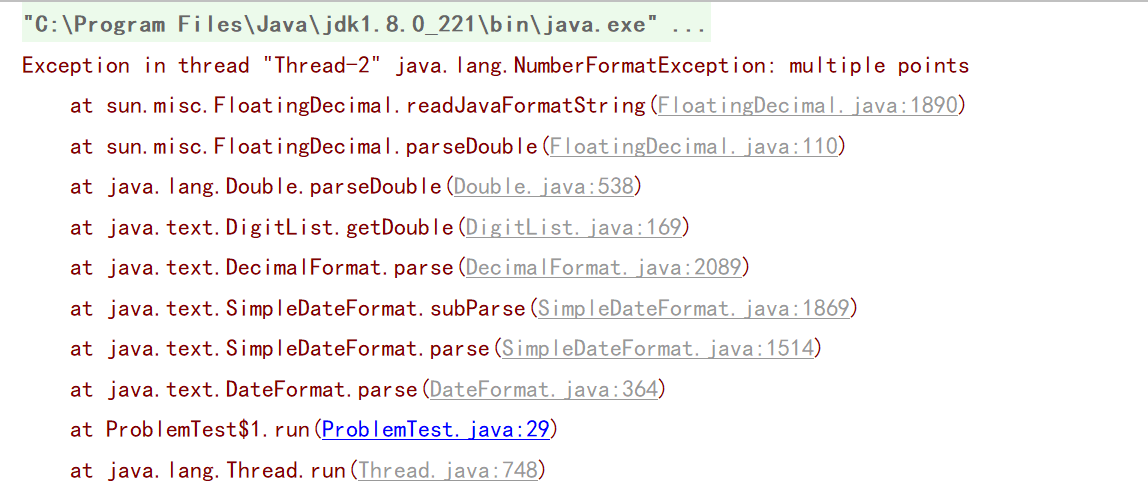 "C:\Program Files\Java\jdk1.8.0_221\bin\java.exe" ...
Exception in thread "Thread-2" java.lang.NumberFormatException: multiple points
at sun.misc.FloatingDecimal.readJavaFormatString(FloatingDecimal.java:1890)
at sun.misc.FloatingDecimal.parseDouble(FloatingDecimal.java:110)
at java.lang.Double.parseDouble(Double.java:538)
at java.text.DigitList.getDouble(DigitList.java:169)
at java.text.DecimalFormat.parse(DecimalFormat.java:2089)
at java.text.SimpleDateFormat.subParse(SimpleDateFormat.java:1869)
at java.text.SimpleDateFormat.parse(SimpleDateFormat.java:1514)
at java.text.DateFormat.parse(DateFormat.java:364)
at ProblemTest$1.run(ProblemTest.java:29)
at java.lang.Thread.run(Thread.java:748)